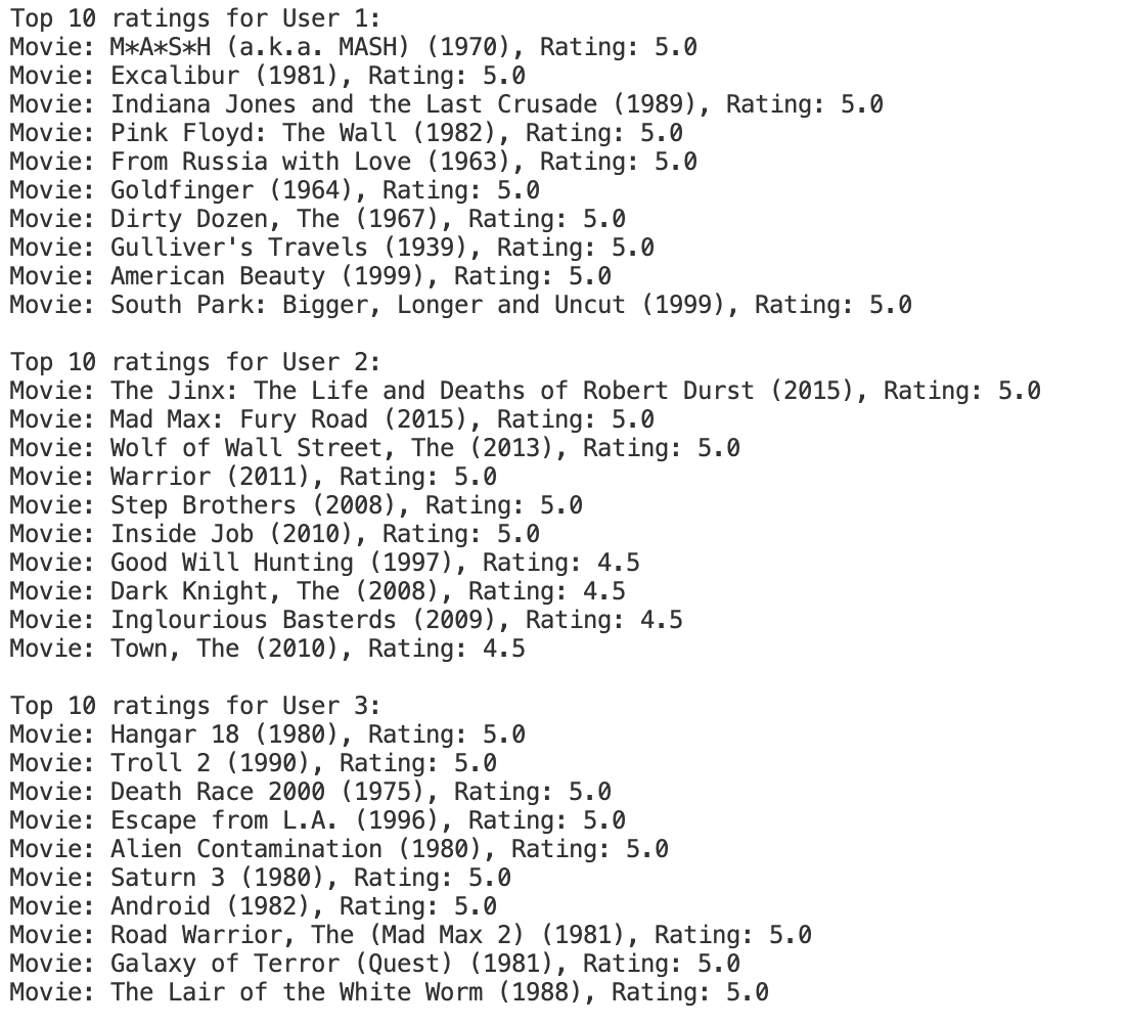 Top 10 ratings for User 1:
Movie: M*A*S*H (a.k.a. MASH) (1970), Rating: 5.0
Movie: Excalibur (1981), Rating: 5.0
Movie: Indiana Jones and the Last Crusade (1989), Rating: 5.0
Movie: Pink Floyd: The Wall (1982), Rating: 5.0
Movie: From Russia with Love (1963), Rating: 5.0
Movie: Goldfinger (1964), Rating: 5.0
Movie: Dirty Dozen, The (1967), Rating: 5.0
Movie: Gulliver's Travels (1939), Rating: 5.0
Movie: American Beauty (1999), Rating: 5.0
Movie: South Park: Bigger, Longer and Uncut (1999), Rating: 5.0

Top 10 ratings for User 2:
Movie: The Jinx: The Life and Deaths of Robert Durst (2015), Rating: 5.0
Movie: Mad Max: Fury Road (2015), Rating: 5.0
Movie: Wolf of Wall Street, The (2013), Rating: 5.0
Movie: Warrior (2011), Rating: 5.0
Movie: Step Brothers (2008), Rating: 5.0
Movie: Inside Job (2010), Rating: 5.0
Movie: Good Will Hunting (1997), Rating: 4.5
Movie: Dark Knight, The (2008), Rating: 4.5
Movie: Inglourious Basterds (2009), Rating: 4.5
Movie: Town, The (2010), Rating: 4.5

Top 10 ratings for User 3:
Movie: Hangar 18 (1980), Rating: 5.0
Movie: Troll 2 (1990), Rating: 5.0
Movie: Death Race 2000 (1975), Rating: 5.0
Movie: Escape from L.A. (1996), Rating: 5.0
Movie: Alien Contamination (1980), Rating: 5.0
Movie: Saturn 3 (1980), Rating: 5.0
Movie: Android (1982), Rating: 5.0
Movie: Road Warrior, The (Mad Max 2) (1981), Rating: 5.0
Movie: Galaxy of Terror (Quest) (1981), Rating: 5.0
Movie: The Lair of the White Worm (1988), Rating: 5.0